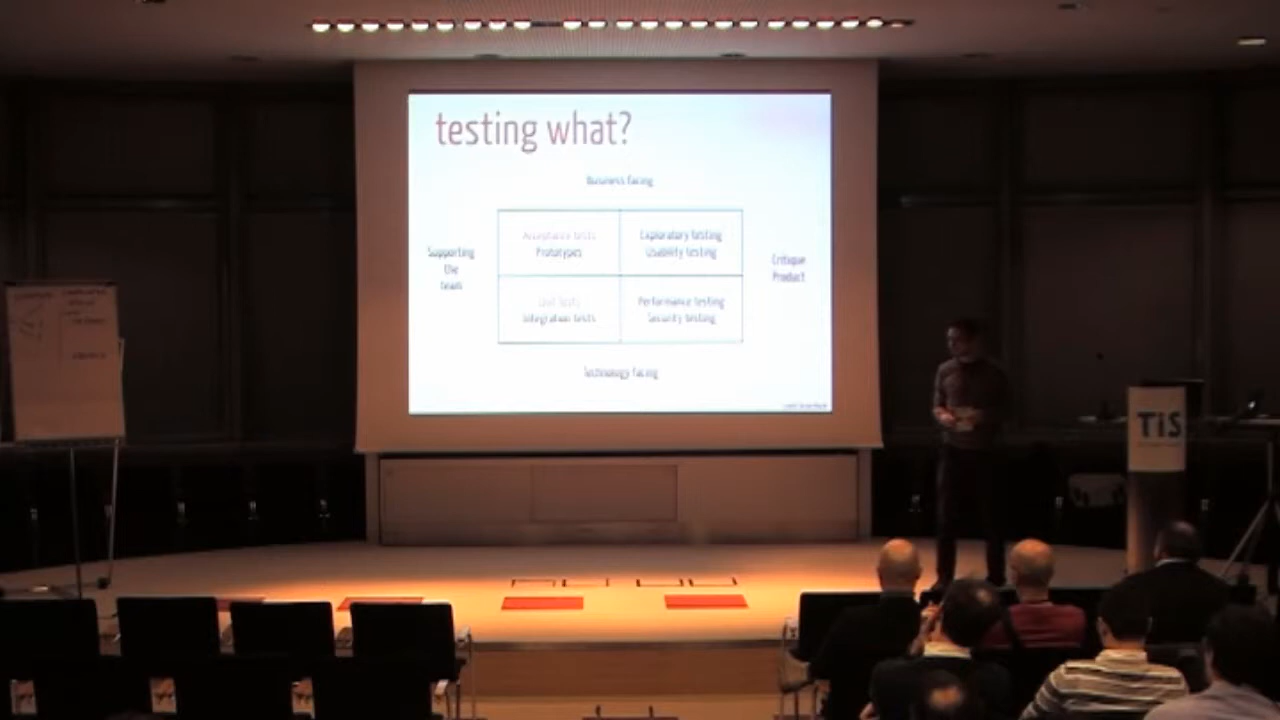 testing what?
Business facing
Acceptance tests
Prototypes
Exploratory testing
Usability testing
Supporting
the
team
Critique
Product
Unit tests
Integration tests
Performance testing
Security testing
Technology facing
TiS